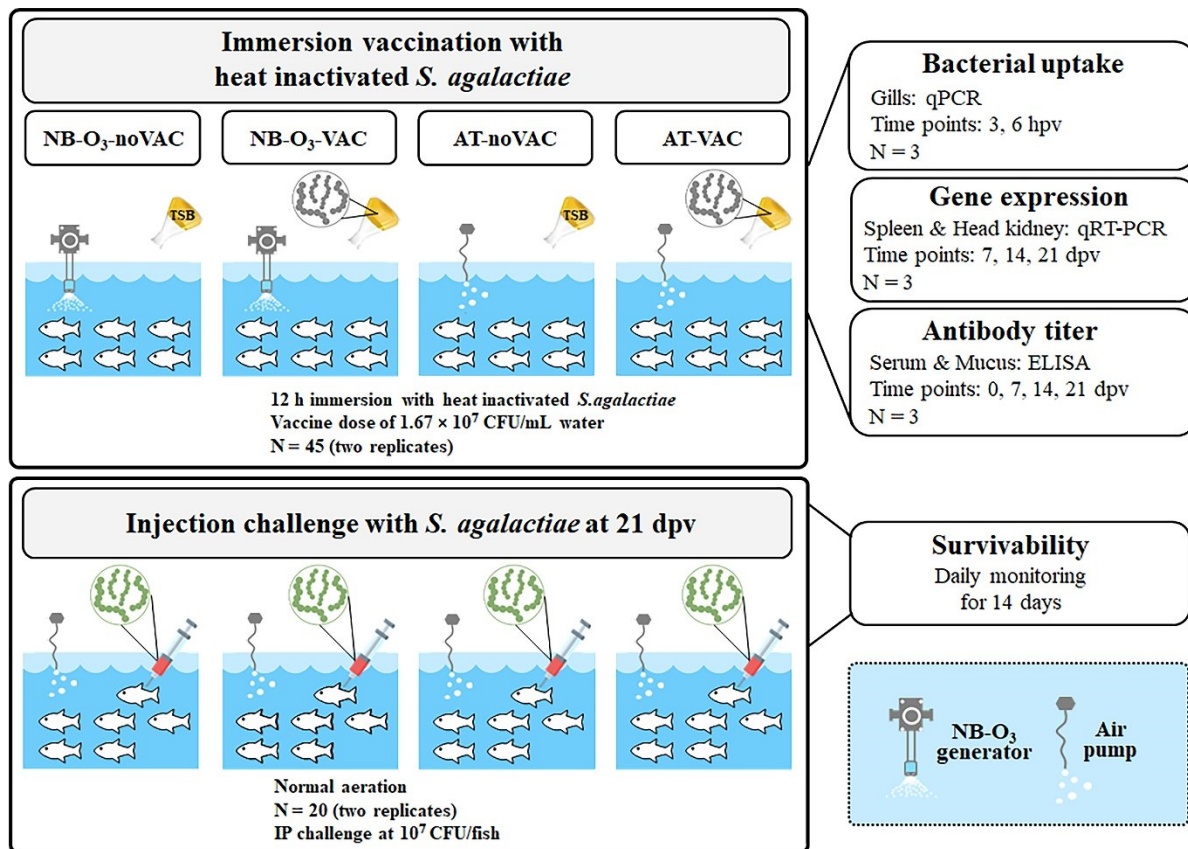 Immersion vaccination with
heat inactivated S. agalactiae
NB-O₃-noVAC
NB-O₃-VAC
AT-noVAC
AT-VAC
TSB
TSB
12 h immersion with heat inactivated S.agalactiae
Vaccine dose of 1.67 × 10⁷ CFU/mL water
N = 45 (two replicates)
Bacterial uptake
Gills: qPCR
Time points: 3, 6 hpv
N = 3
Gene expression
Spleen & Head kidney: qRT-PCR
Time points: 7, 14, 21 dpv
N = 3
Antibody titer
Serum & Mucus: ELISA
Time points: 0, 7, 14, 21 dpv
N = 3
Injection challenge with S. agalactiae at 21 dpv
Normal aeration
N = 20 (two replicates)
IP challenge at 10⁷ CFU/fish
Survivability
Daily monitoring
for 14 days
NB-O₃
generator
Air
pump